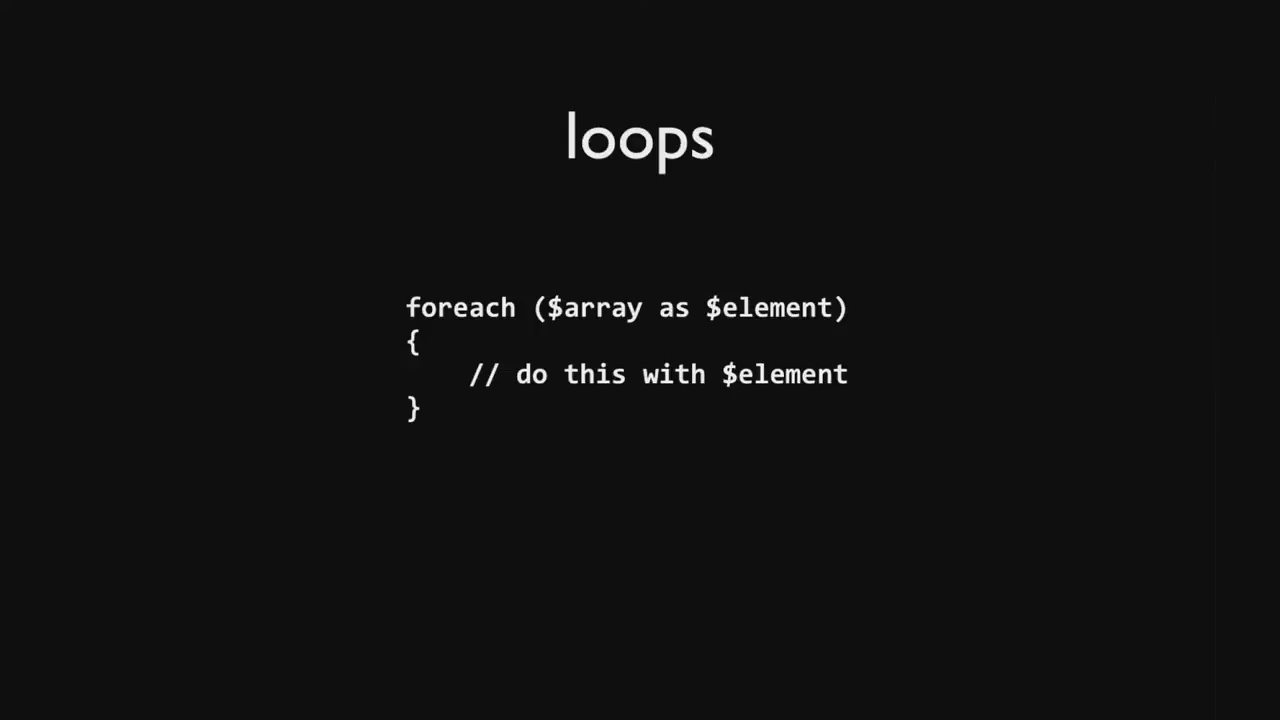 loops
foreach ($array as $element)
{
    // do this with $element
}